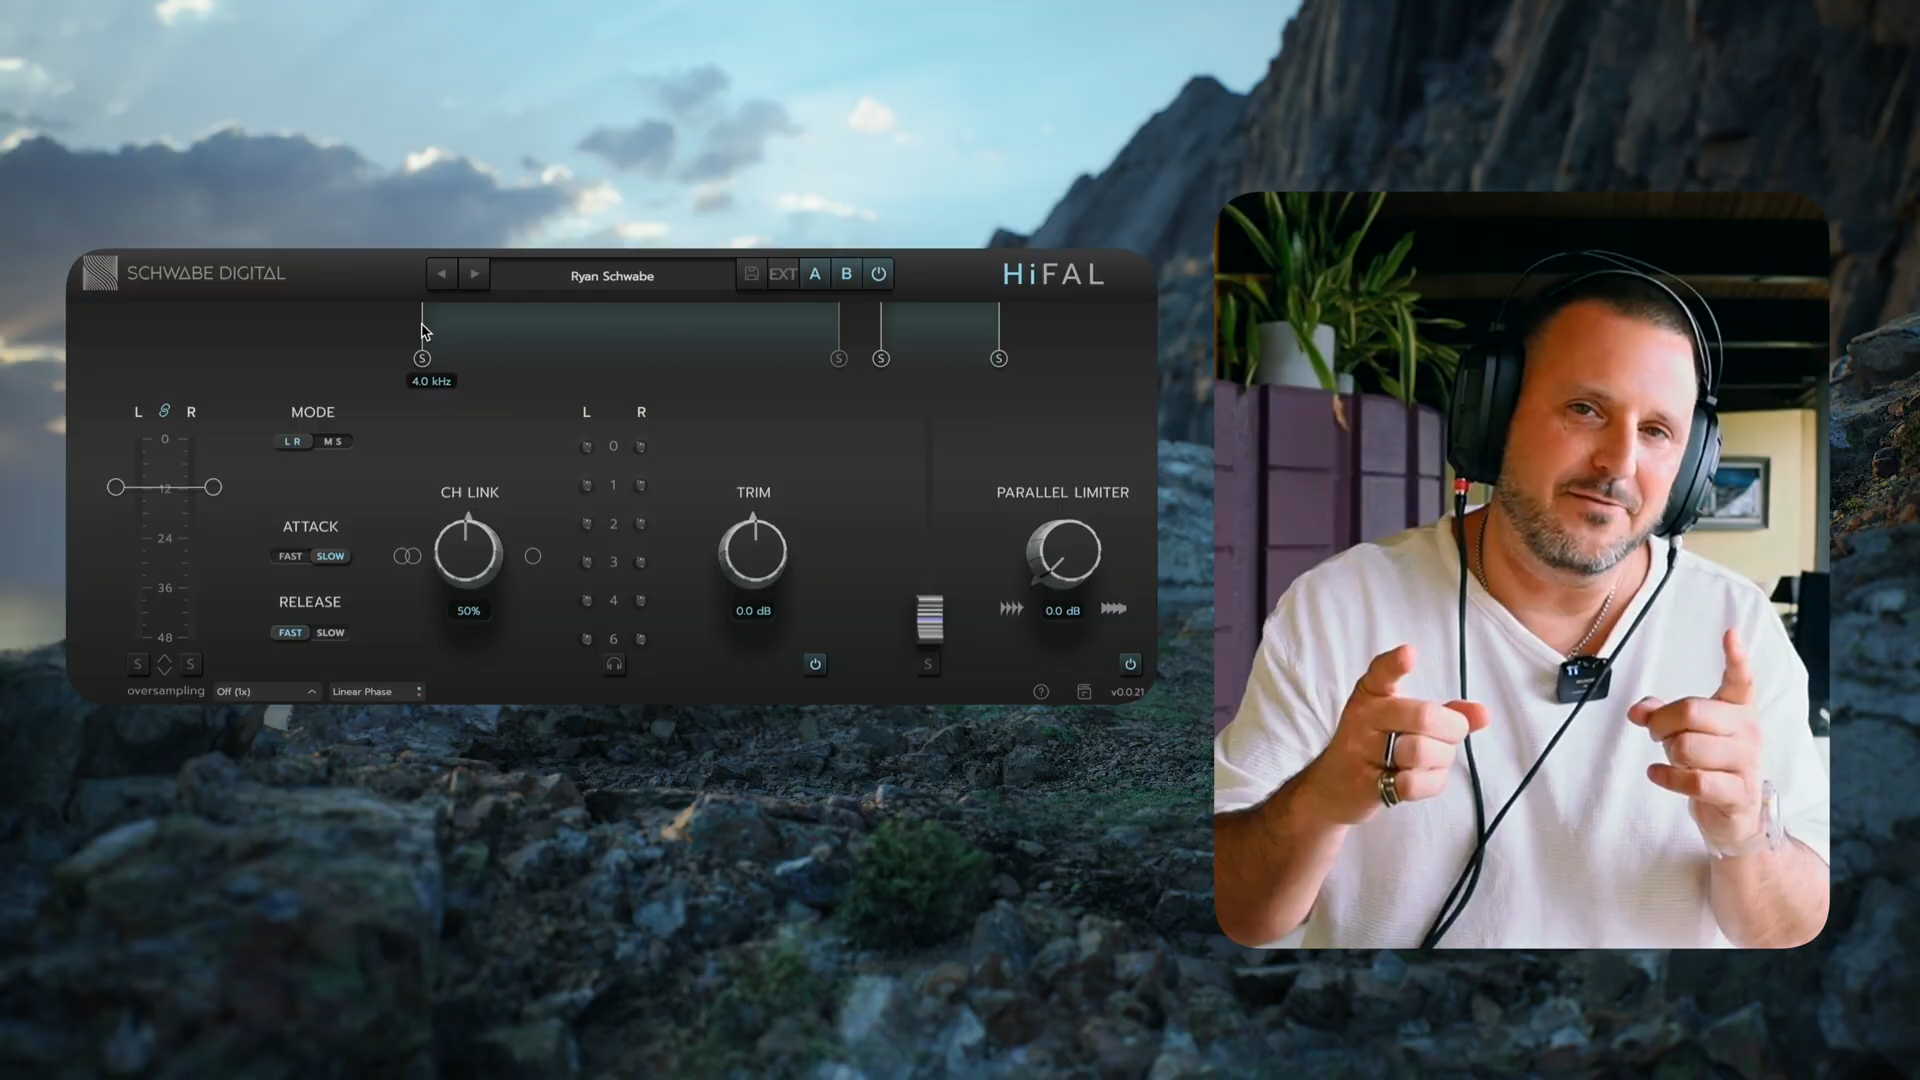 SCHWABE DIGITAL
Ryan Schwabe
EXT
A
B
HiFAL
S
S
S
S
4.0 kHz
L R
MODE
L R
M S
L R
0
12
24
36
48
ATTACK
FAST SLOW
RELEASE
FAST SLOW
CH LINK
50%
0
1
2
3
4
6
TRIM
0.0 dB
PARALLEL LIMITER
0.0 dB
S
S
S
oversampling
Off (1x)
Linear Phase
?
v0.0.21